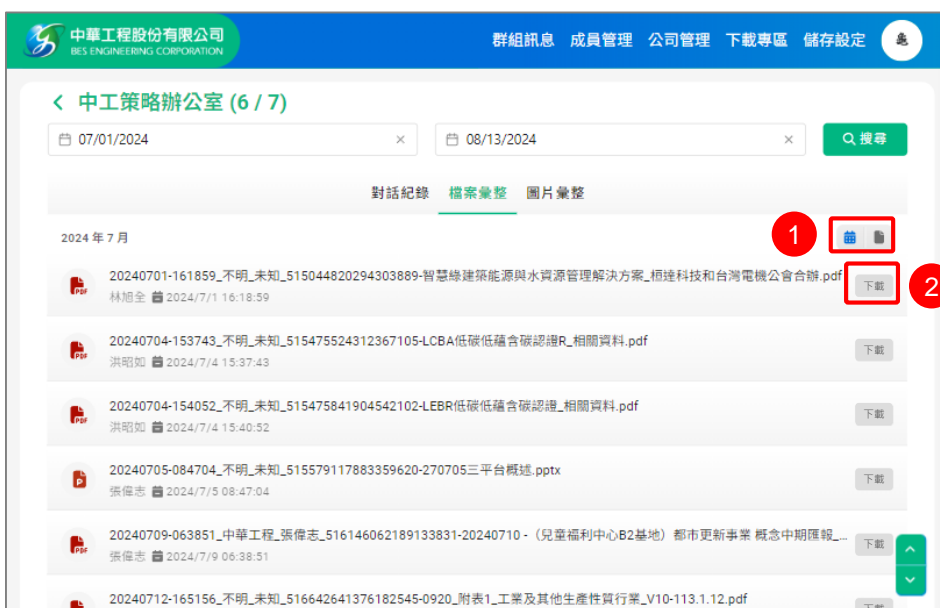 中華工程股份有限公司
BES ENGINEERING CORPORATION
群組訊息 成員管理 公司管理 下載專區 儲存設定
中工策略辦公室 (6 / 7)
07/01/2024 × 08/13/2024 × 搜尋
對話紀錄 檔案彙整 圖片彙整
2024 年 7 月 1
20240701-161859_不明_未知_515044820294303889-智慧綠建築能源與水資源管理解決方案_桓達科技和台灣電機公會合辦.pdf
下載 2
PDF
林旭全 2024/7/1 16:18:59
20240704-153743_不明_未知_515475524312367105-LCBA低碳低蘊含碳認證R_相關資料.pdf
下載
PDF
洪昭如 2024/7/4 15:37:43
20240704-154052_不明_未知_515475841904542102-LEBR低碳低蘊含碳認證_相關資料.pdf
下載
PDF
洪昭如 2024/7/4 15:40:52
20240705-084704_不明_未知_515579117883359620-270705三平台概述.pptx
下載
張偉志 2024/7/5 08:47:04
20240709-063851_中華工程_張偉志_516146062189133831-20240710 -（兒童福利中心B2基地）都市更新事業 概念中期匯報_...
下載
PDF
張偉志 2024/7/9 06:38:51
20240712-165156_不明_未知_516642641376182545-0920_附表1_工業及其他生產性質行業_V10-113.1.12.pdf
下載